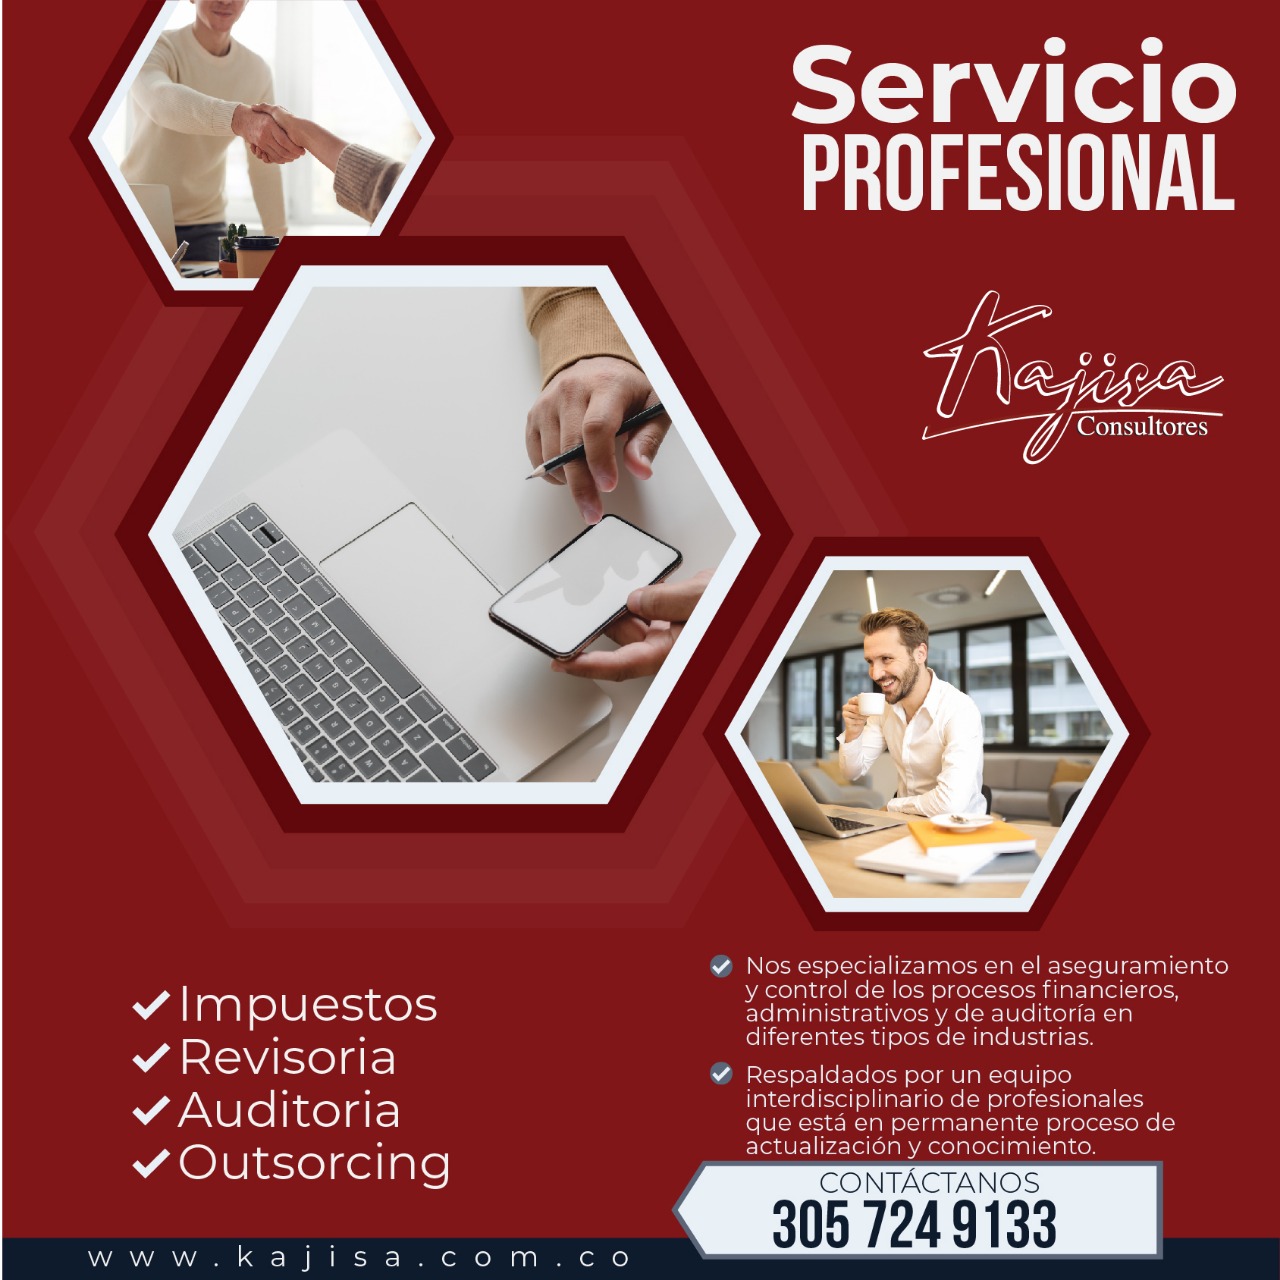 Servicio
PROFESIONAL
Kajisa
Consultores
Impuestos
Revisoria
Auditoria
Outsorcing
Nos especializamos en el aseguramiento
y control de los procesos financieros,
administrativos y de auditoría en
diferentes tipos de industrias.
Respaldados por un equipo
interdisciplinario de profesionales
que está en permanente proceso de
actualización y conocimiento.
CONTÁCTANOS
305 724 9133
www.kajisa.com.co